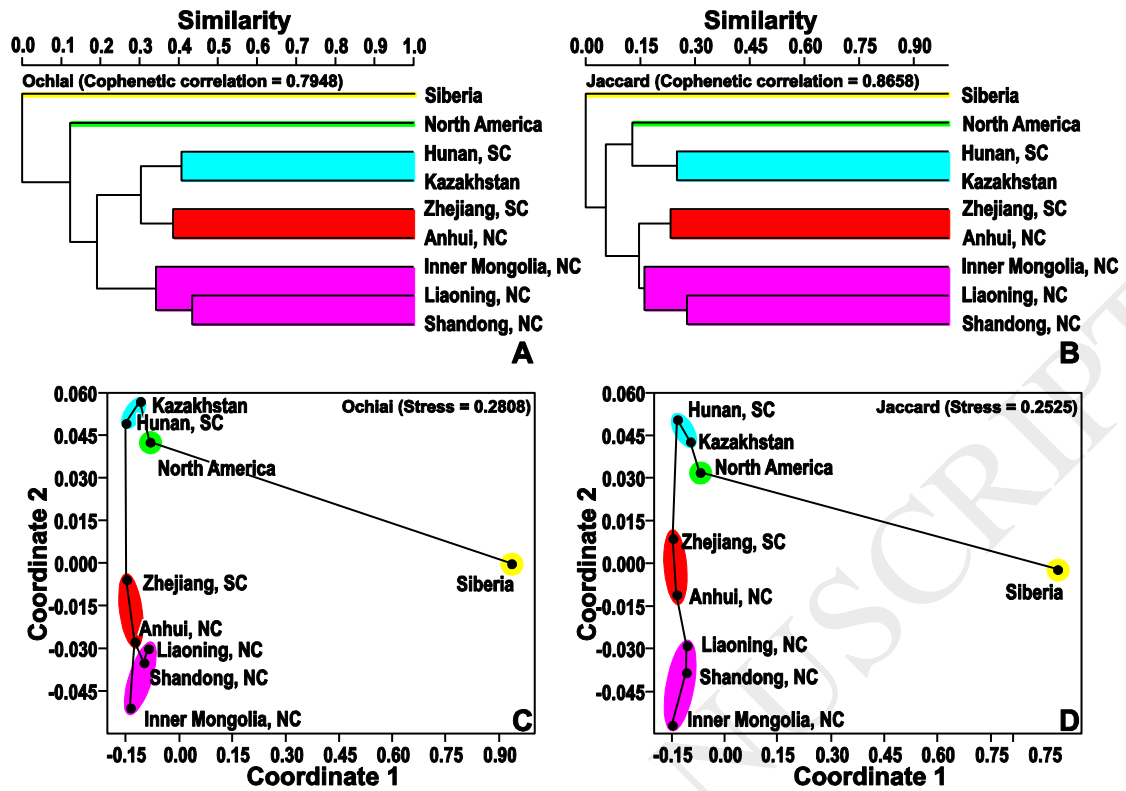 Similarity
0.0 0.1 0.2 0.3 0.4 0.5 0.6 0.7 0.8 0.9 1.0
Ochiai (Cophenetic correlation = 0.7948)
Siberia
North America
Hunan, SC
Kazakhstan
Zhejiang, SC
Anhui, NC
Inner Mongolia, NC
Liaoning, NC
Shandong, NC
A
Similarity
0.00 0.15 0.30 0.45 0.60 0.75 0.90
Jaccard (Cophenetic correlation = 0.8658)
Siberia
North America
Hunan, SC
Kazakhstan
Zhejiang, SC
Anhui, NC
Inner Mongolia, NC
Liaoning, NC
Shandong, NC
B
Coordinate 2
0.060
0.045
0.030
0.015
0.000
-0.015
-0.030
-0.045
Ochiai (Stress = 0.2808)
Kazakhstan
Hunan, SC
North America
Siberia
Zhejiang, SC
Anhui, NC
Liaoning, NC
Shandong, NC
Inner Mongolia, NC
C
-0.15 0.00 0.15 0.30 0.45 0.60 0.75 0.90
Coordinate 1
Coordinate 2
0.060
0.045
0.030
0.015
0.000
-0.015
-0.030
-0.045
Jaccard (Stress = 0.2525)
Hunan, SC
Kazakhstan
North America
Zhejiang, SC
Siberia
Anhui, NC
Liaoning, NC
Shandong, NC
Inner Mongolia, NC
D
-0.15 0.00 0.15 0.30 0.45 0.60 0.75 0.75
Coordinate 1
NUSCRIPT